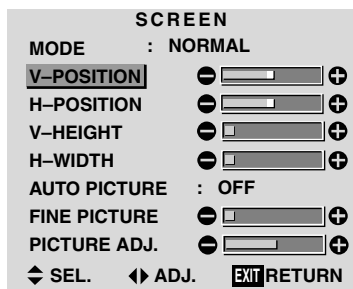 SCREEN
MODE : NORMAL
V–POSITION
H–POSITION
V–HEIGHT
H–WIDTH
AUTO PICTURE : OFF
FINE PICTURE
PICTURE ADJ.
SEL. ADJ. EXIT RETURN